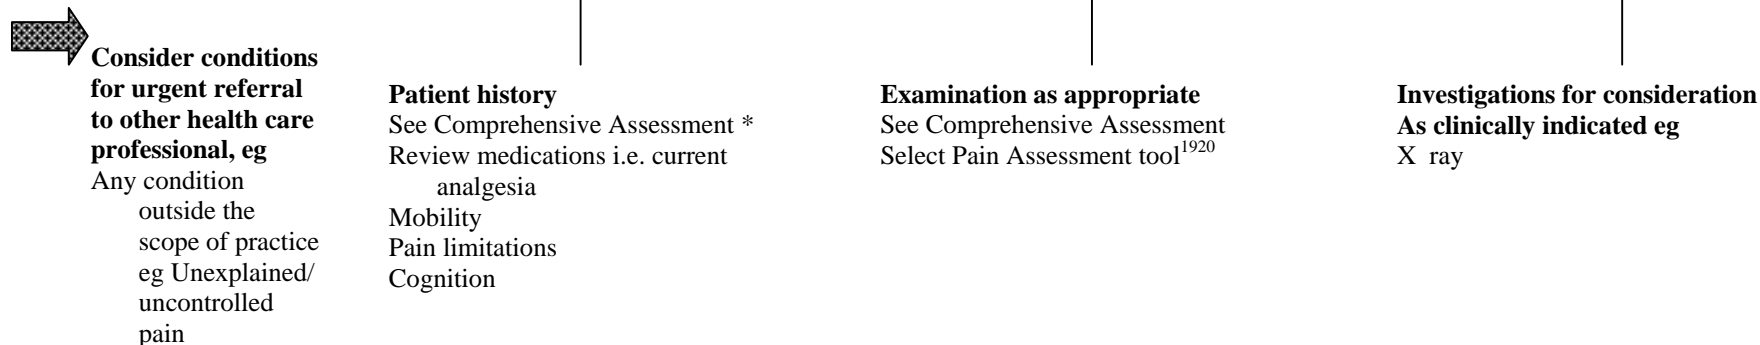 Consider conditions
for urgent referral
to other health care
professional, eg
Any condition
outside the
scope of practice
eg Unexplained/
uncontrolled
pain
Patient history
See Comprehensive Assessment *
Review medications i.e. current
analgesia
Mobility
Pain limitations
Cognition
Examination as appropriate
See Comprehensive Assessment
Select Pain Assessment tool1920
Investigations for consideration
As clinically indicated eg
X ray